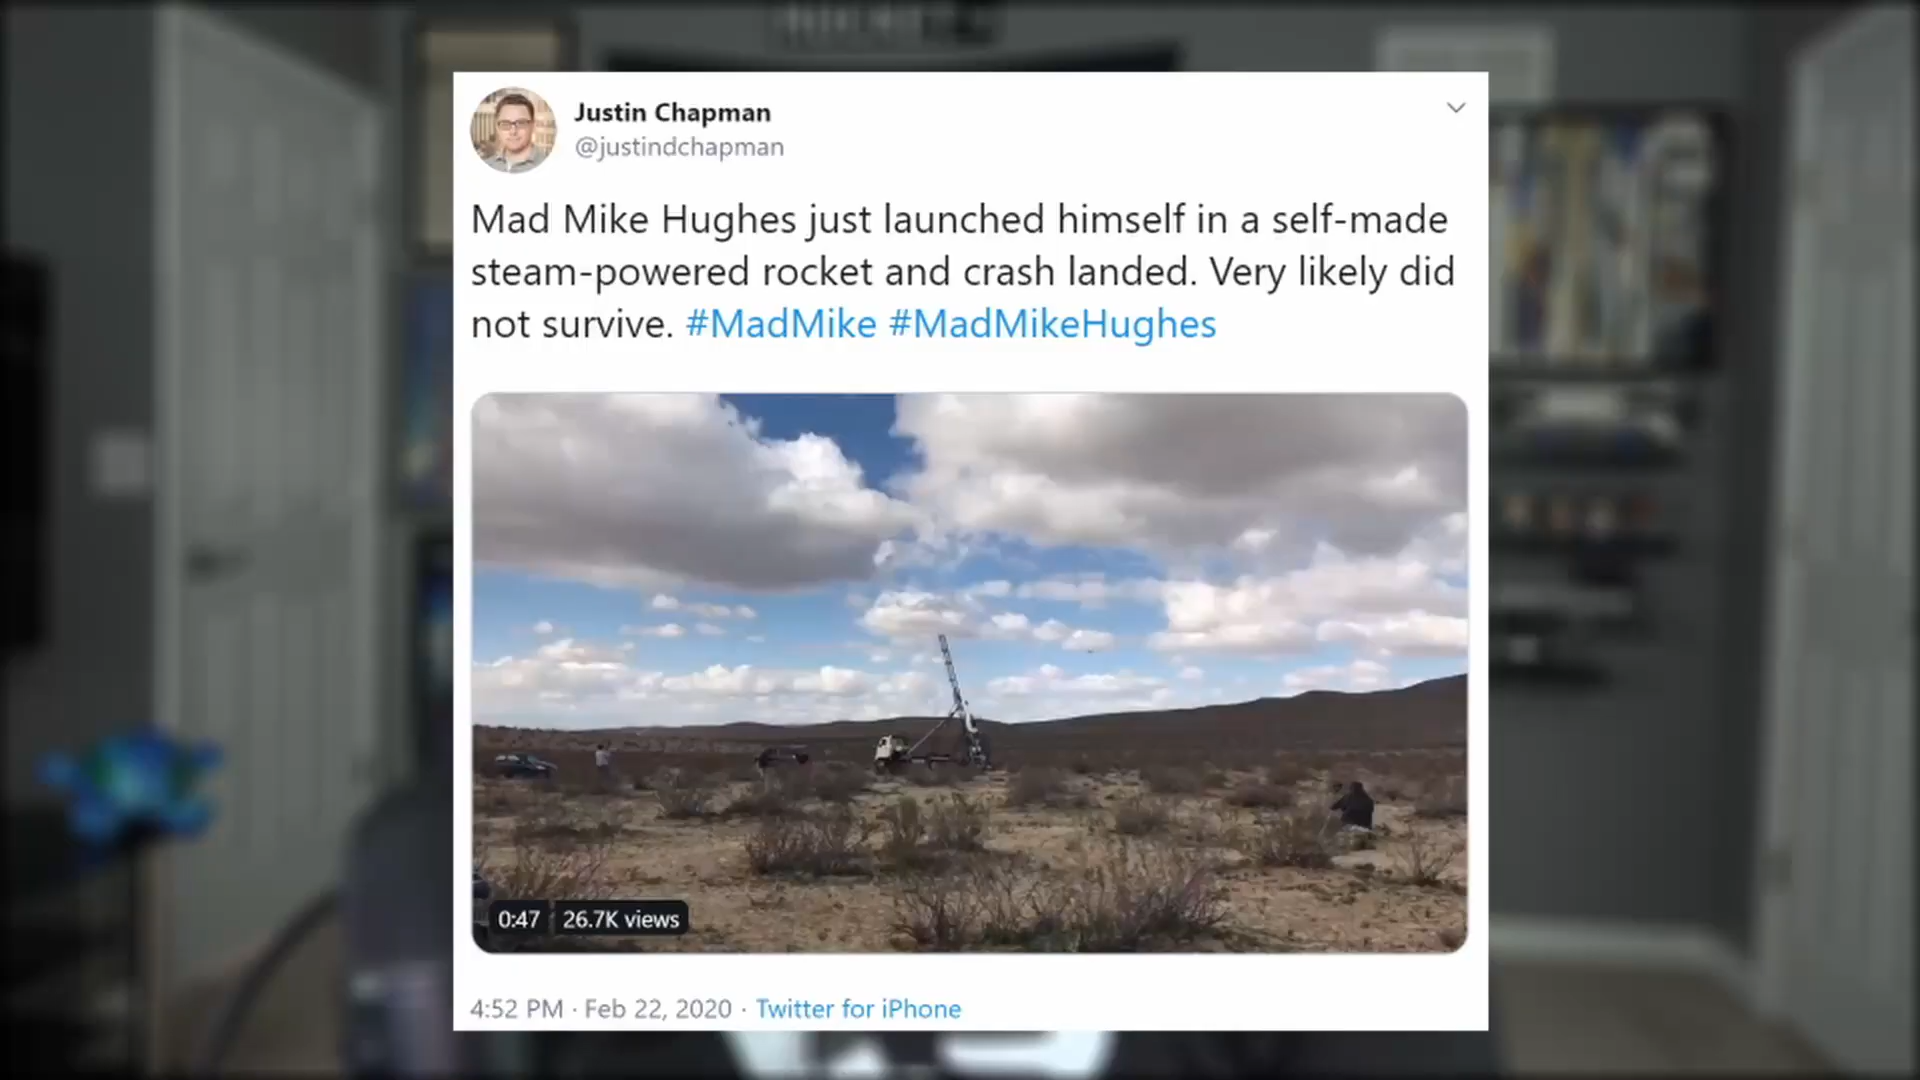 Justin Chapman
@justindchapman
Mad Mike Hughes just launched himself in a self-made
steam-powered rocket and crash landed. Very likely did
not survive. #MadMike #MadMikeHughes
0:47 26.7K views
4:52 PM · Feb 22, 2020 · Twitter for iPhone